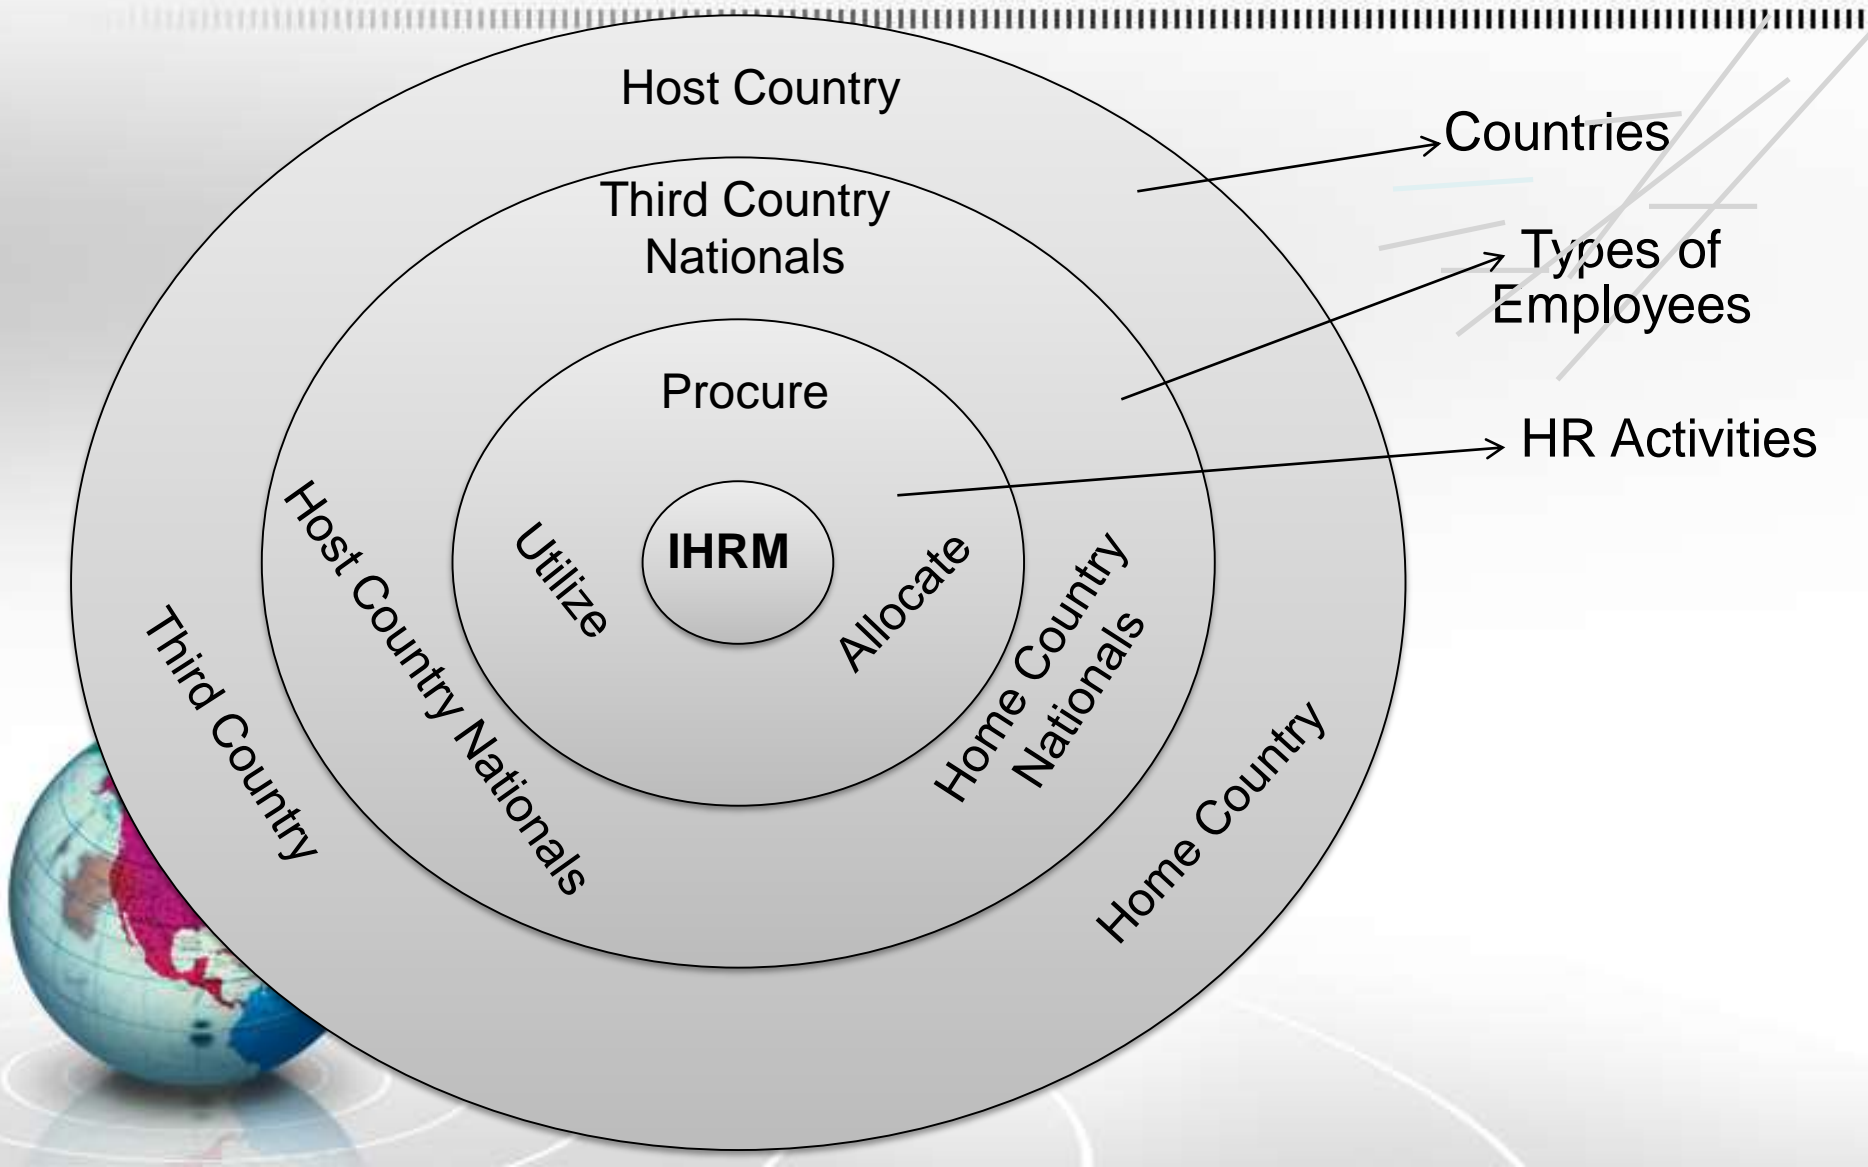 Host Country
Countries
Third Country
Nationals
Types of
Employees
Procure
HR Activities
IHRM
Utilize
Allocate
Host Country Nationals
Home Country
Nationals
Third Country
Home Country